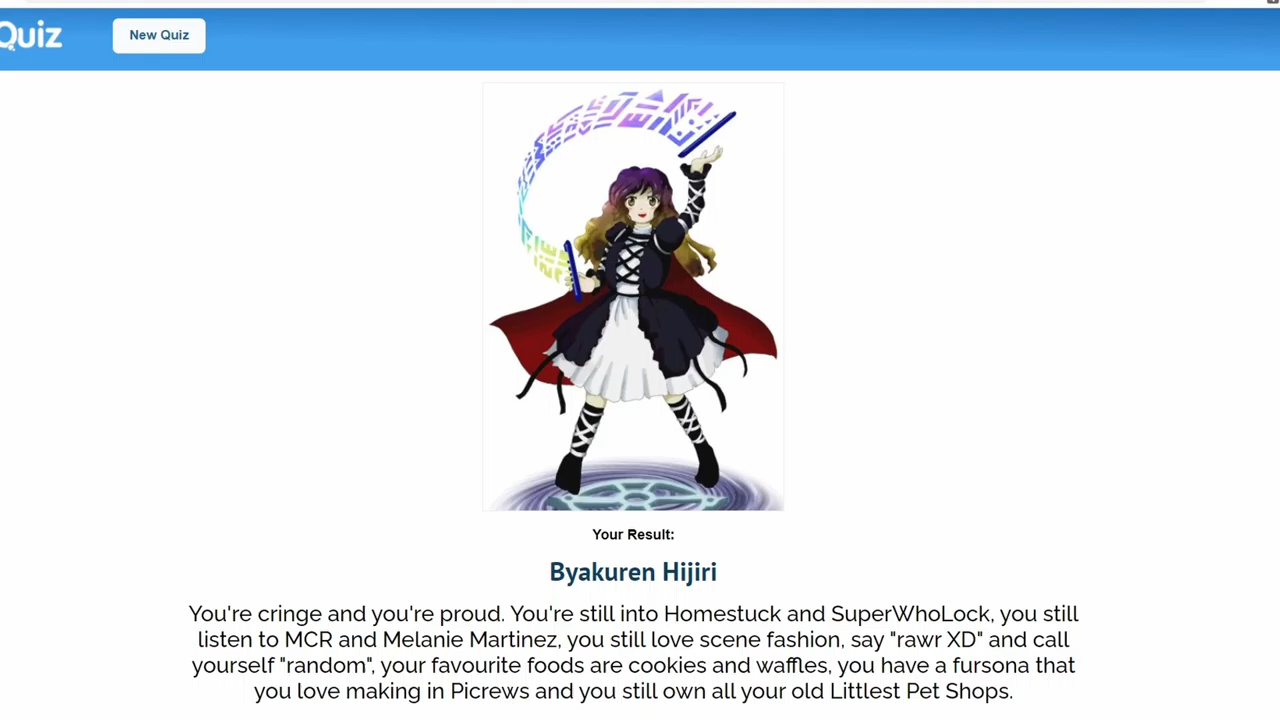 Quiz
New Quiz
Your Result:
Byakuren Hijiri
You're cringe and you're proud. You're still into Homestuck and SuperWhoLock, you still
listen to MCR and Melanie Martinez, you still love scene fashion, say "rawr XD" and call
yourself "random", your favourite foods are cookies and waffles, you have a fursona that
you love making in Picrews and you still own all your old Littlest Pet Shops.